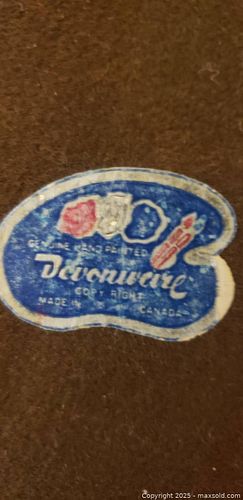 GENUINE HAND PAINTED
Devonware
COPY RIGHT
MADE IN CANADA
Copyright 2025 - maxsold.com